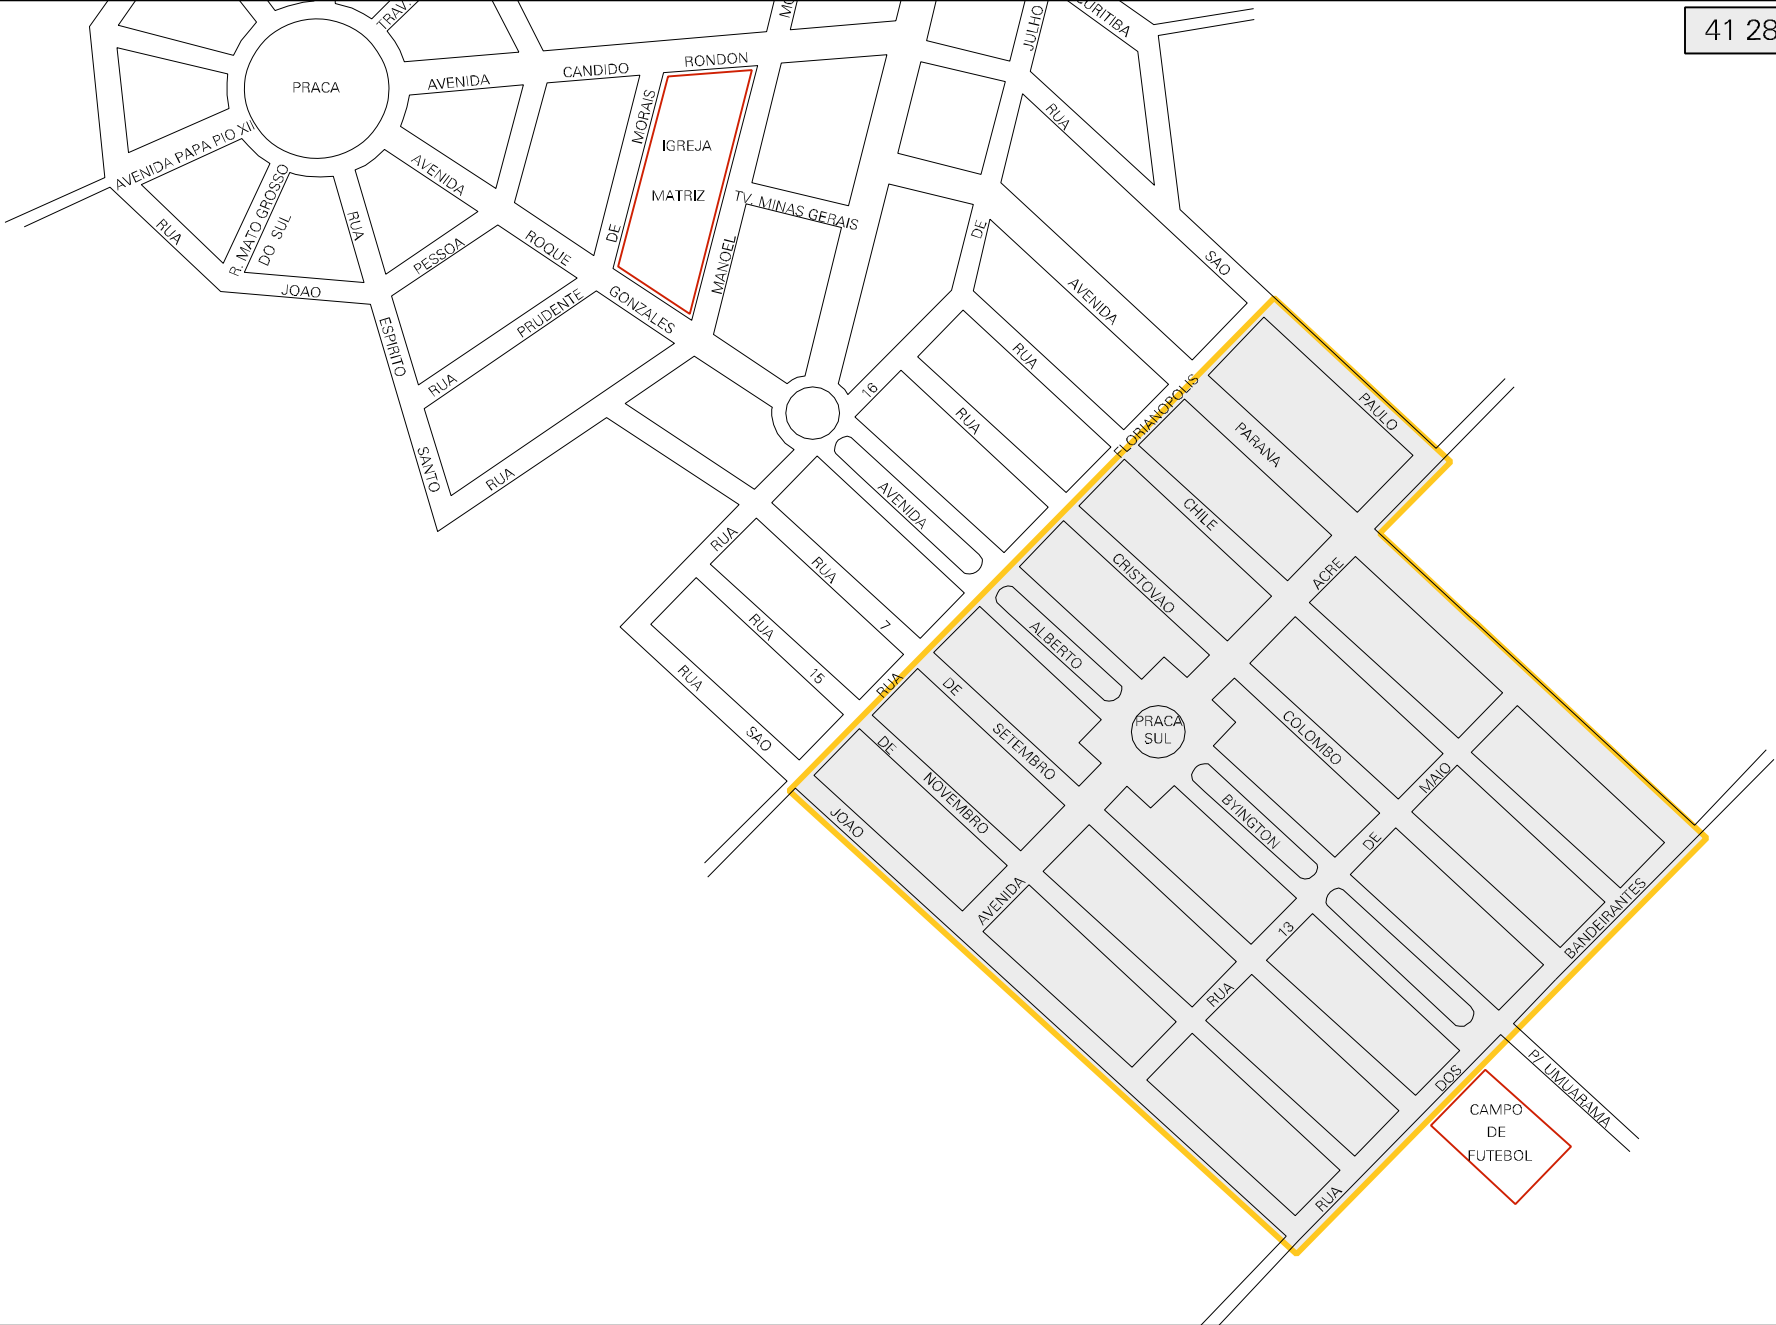 41 28
CURITIBA
JULHO
TRAV.
RONDON
CANDIDO
AVENIDA
PRACA
MORAIS
RUA
IGREJA
MATRIZ
AVENIDA PAPA PIO XII
AVENIDA
TV. MINAS GERAIS
R. MATO GROSSO
DO SUL
RUA
RUA
DE
DE
ROQUE
PESSOA
MANOEL
SAO
JOAO
GONZALES
PRUDENTE
AVENIDA
ESPIRITO
RUA
RUA
16
RUA
FLORIANOPOLIS
PAULO
PARANA
SANTO
RUA
AVENIDA
CHILE
RUA
RUA
CRISTOVAO
ACRE
RUA
7
ALBERTO
15
RUA
RUA
DE
SETEMBRO
PRACA
SUL
COLOMBO
SAO
DE
NOVEMBRO
MAIO
JOAO
BYINGTON
DE
AVENIDA
13
BANDEIRANTES
RUA
DOS
P/ UMUARAMA
CAMPO
DE
FUTEBOL
RUA